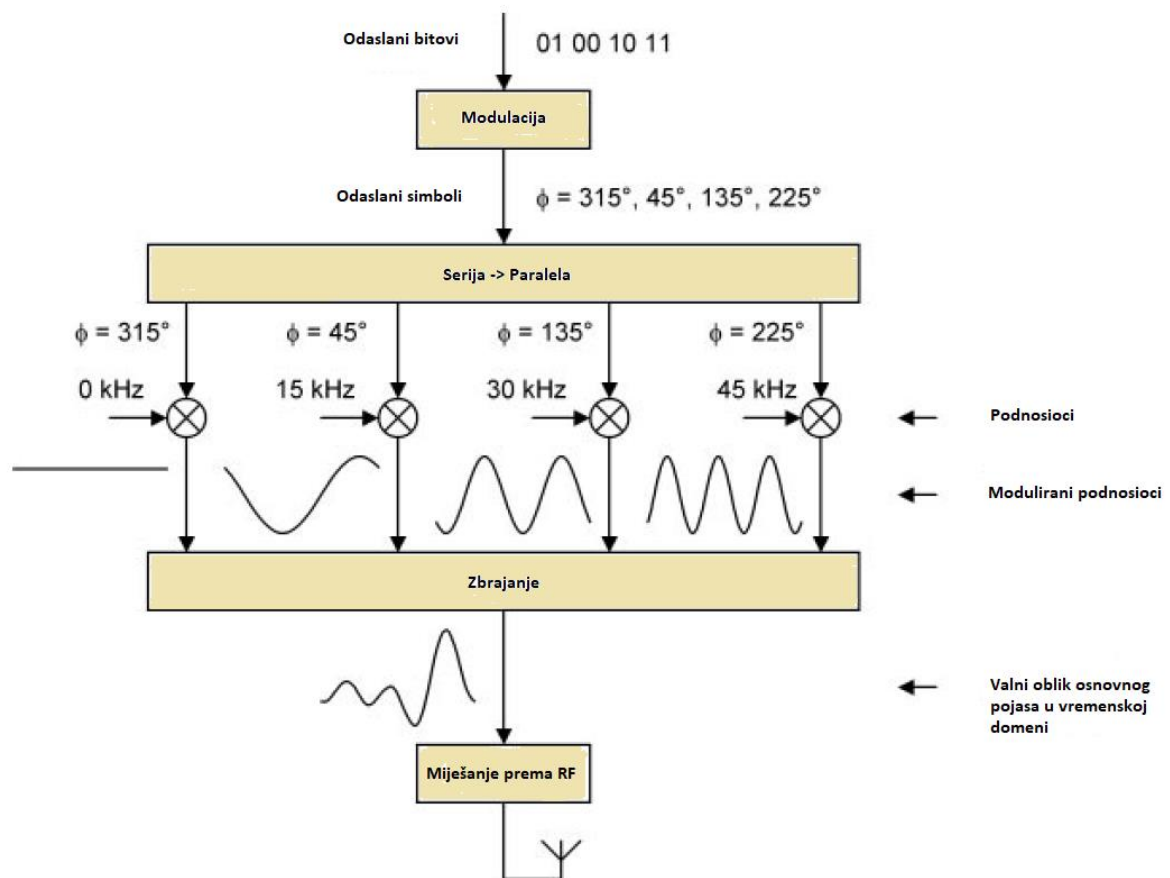 Odaslani bitovi
01 00 10 11
Modulacija
Odaslani simboli
ϕ = 315°, 45°, 135°, 225°
Serija -> Paralela
ϕ = 315°
ϕ = 45°
ϕ = 135°
ϕ = 225°
0 kHz
15 kHz
30 kHz
45 kHz
Podnosioci
Modulirani podnosioci
Zbrajanje
Valni oblik osnovnog
pojasa u vremenskoj
domeni
Miješanje prema RF